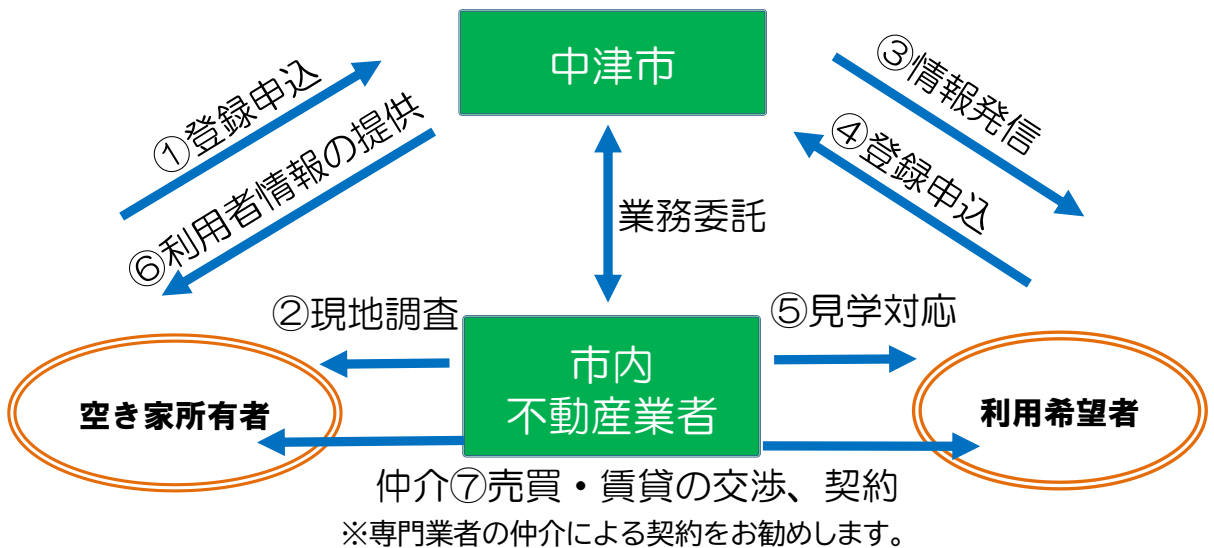 中津市
①登録申込
⑥利用者情報の提供
③情報発信
④登録申込
業務委託
②現地調査
⑤見学対応
空き家所有者
市内
不動産業者
利用希望者
仲介⑦売買・賃貸の交渉、契約
※専門業者の仲介による契約をお勧めします。